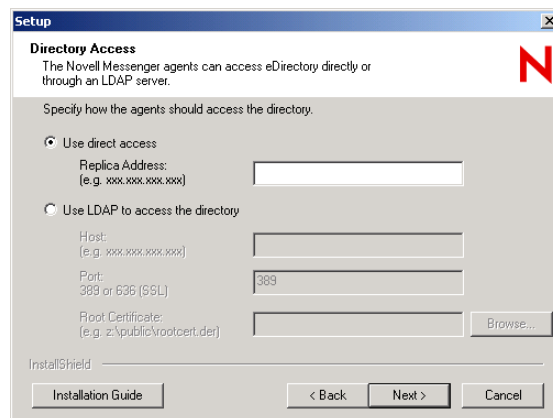 Setup
Directory Access
The Novell Messenger agents can access eDirectory directly or
through an LDAP server.
N
Specify how the agents should access the directory.
Use direct access
Replica Address:
(e.g. xxx.xxx.xxx.xxx)
Use LDAP to access the directory
Host:
(e.g. xxx.xxx.xxx.xxx)
Port:
389 or 636 (SSL)
389
Root Certificate:
(e.g. z:\public\rootcert.der)
Browse...
InstallShield
Installation Guide
< Back
Next >
Cancel